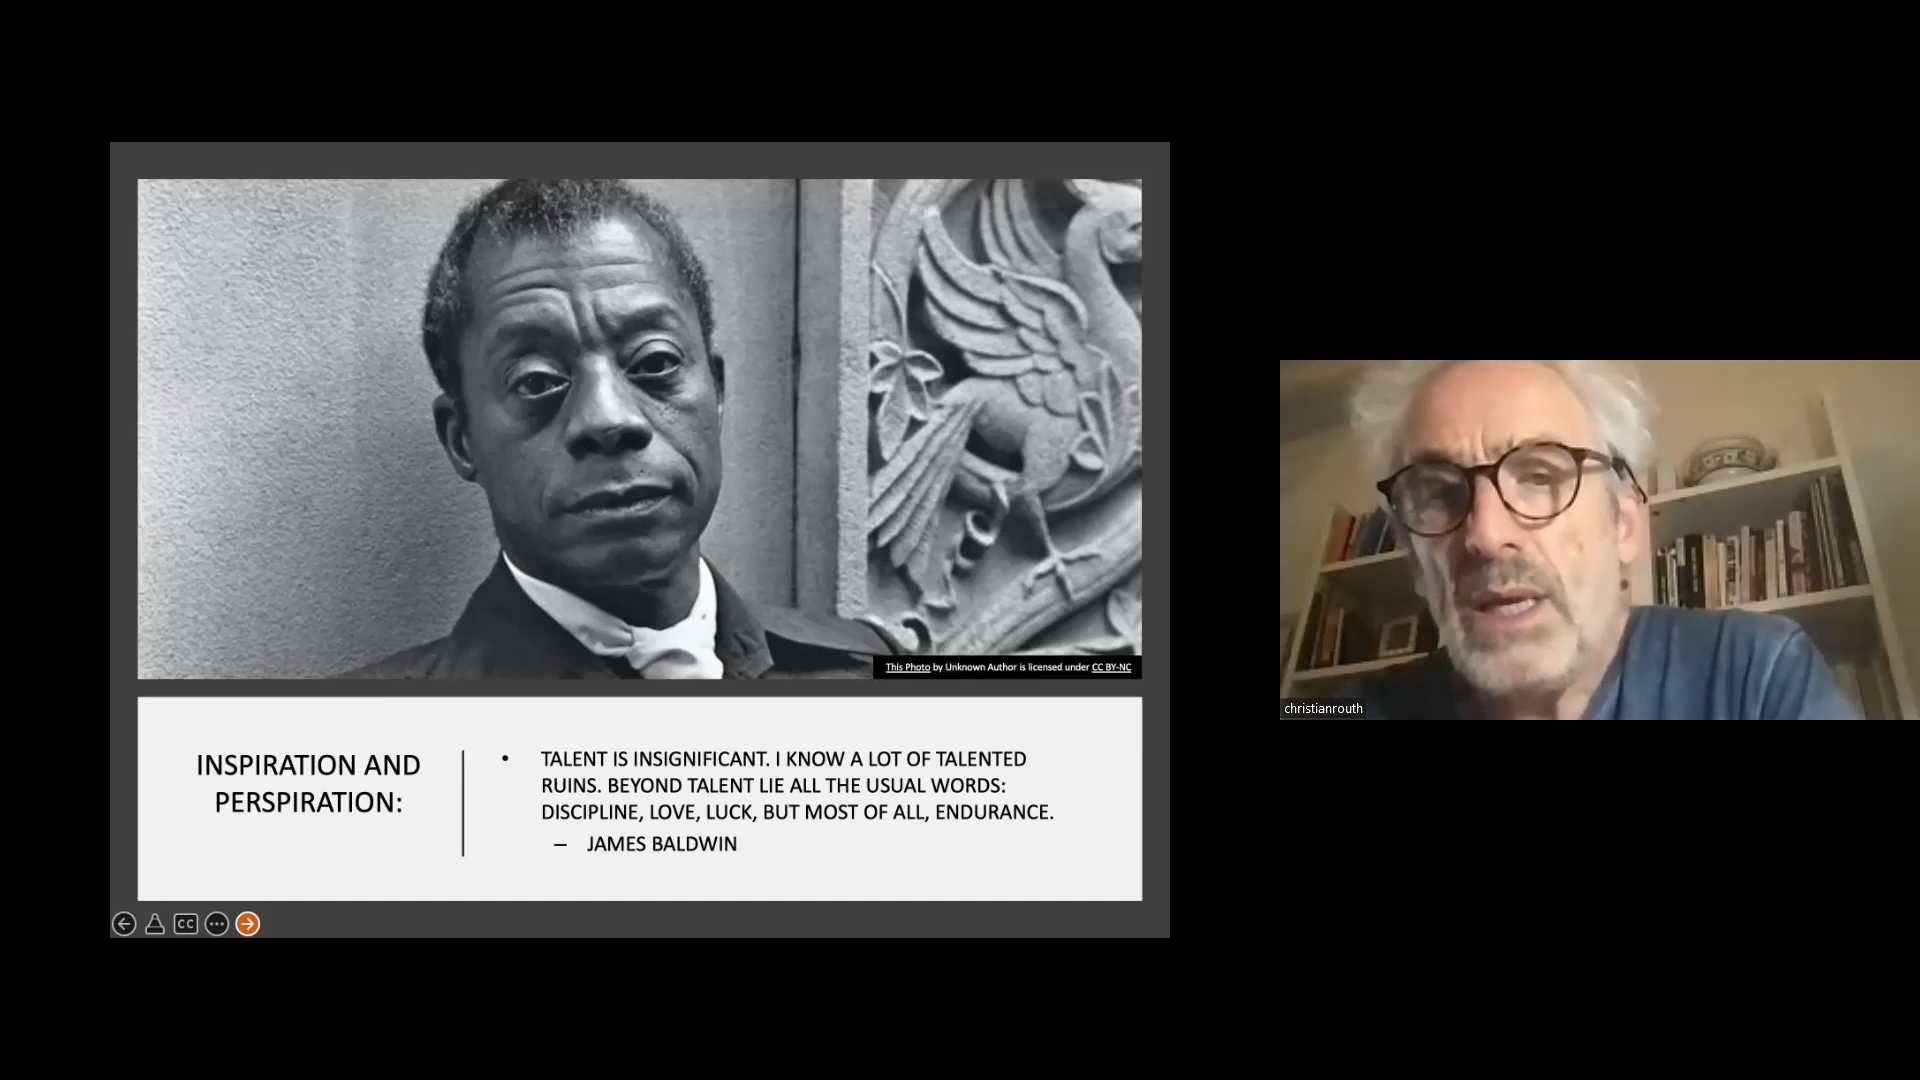 This Photo by Unknown Author is licensed under CC BY-NC
INSPIRATION AND
PERSPIRATION:
• TALENT IS INSIGNIFICANT. I KNOW A LOT OF TALENTED
RUINS. BEYOND TALENT LIE ALL THE USUAL WORDS:
DISCIPLINE, LOVE, LUCK, BUT MOST OF ALL, ENDURANCE.
– JAMES BALDWIN
CC
christianrouth